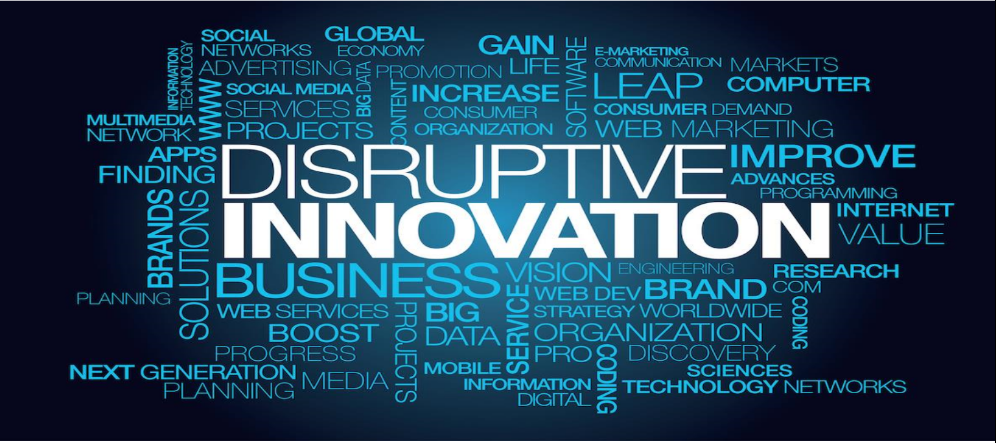 SOCIAL
NETWORKS
GLOBAL
ECONOMY
GAIN
LIFE
SOFTWARE
E-MARKETING
COMMUNICATION
MARKETS
INFORMATION
TECHNOLOGY
ADVERTISING
BIG DATA
PROMOTION
LEAP
COMPUTER
WWW
SOCIAL MEDIA
CONTENT
INCREASE
SERVICES
CONSUMER
CONSUMER DEMAND
MULTIMEDIA
NETWORK
PROJECTS
ORGANIZATION
WEB MARKETING
APPS
FINDING
DISRUPTIVE
IMPROVE
ADVANCES
PROGRAMMING
BRANDS
SOLUTIONS
INNOVATION
INTERNET
VALUE
BUSINESS
VISION
ENGINEERING
RESEARCH
WEB DEV
BRAND
COM
PLANNING
WEB SERVICES
PROJECTS
BIG
DATA
SERVICE
STRATEGY
WORLDWIDE
CODING
BOOST
ORGANIZATION
PROGRESS
PRO
CODING
DISCOVERY
NEXT GENERATION
PLANNING
MEDIA
MOBILE
INFORMATION
DIGITAL
SCIENCES
TECHNOLOGY NETWORKS